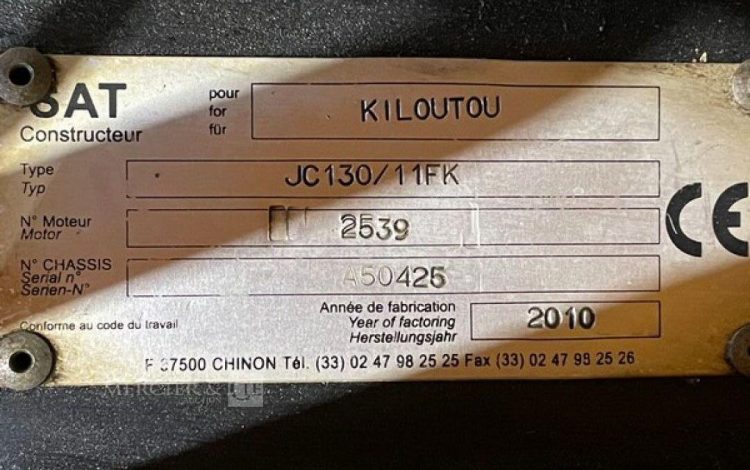 SAT
Constructeur
pour
for
für
KILOUTOU
Type
Typ
JC130/11FK
N° Moteur
Motor
2539
N° CHASSIS
Serial n°
Serien-N°
A50425
CE
Conforme au code du travail
Année de fabrication
Year of factoring
Herstellungsjahr
2010
F 37500 CHINON Tél. (33) 02 47 98 25 25 Fax (33) 02 47 98 25 26
MERCIER &